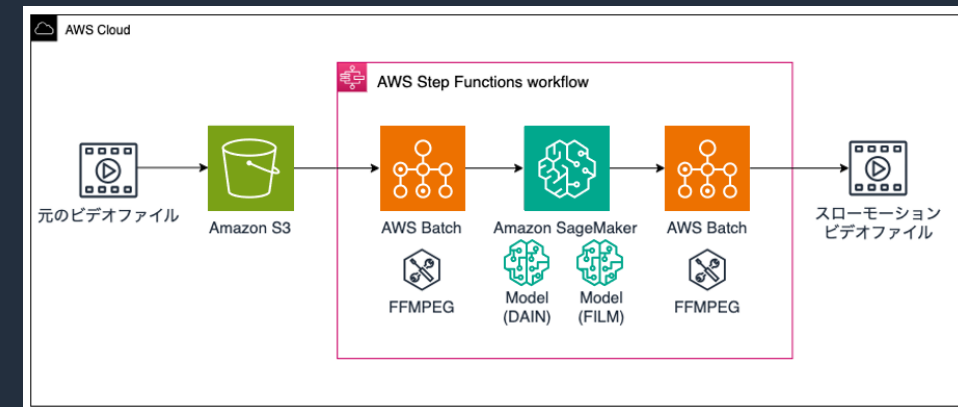 AWS Cloud
AWS Step Functions workflow
元のビデオファイル
Amazon S3
AWS Batch
Amazon SageMaker
AWS Batch
スローモーション
ビデオファイル
FFMPEG
Model
(DAIN)
Model
(FILM)
FFMPEG